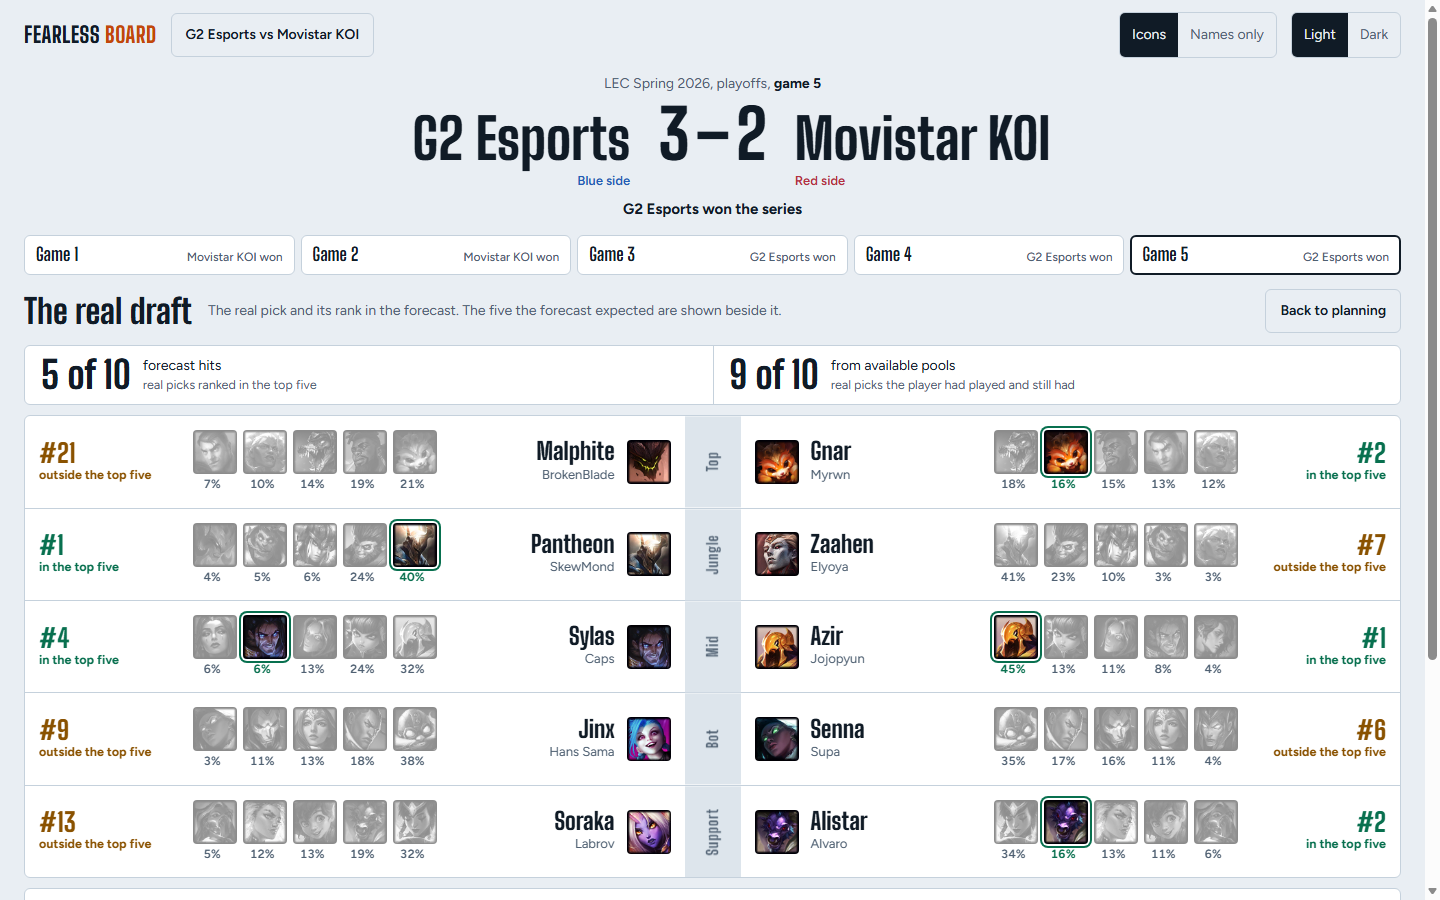 FEARLESS BOARD
G2 Esports vs Movistar KOI
Icons
Names only
Light
Dark
LEC Spring 2026, playoffs, game 5
G2 Esports 3–2 Movistar KOI
Blue side
Red side
G2 Esports won the series
Game 1 Movistar KOI won
Game 2 Movistar KOI won
Game 3 G2 Esports won
Game 4 G2 Esports won
Game 5 G2 Esports won
The real draft
The real pick and its rank in the forecast. The five the forecast expected are shown beside it.
Back to planning
5 of 10
forecast hits
real picks ranked in the top five
9 of 10
from available pools
real picks the player had played and still had
#21
outside the top five
7% 10% 14% 19% 21%
Malphite
BrokenBlade
Top
Gnar
Myrwn
18% 16% 15% 13% 12%
#2
in the top five
#1
in the top five
4% 5% 6% 24% 40%
Pantheon
SkewMond
Jungle
Zaahen
Elyoya
41% 23% 10% 3% 3%
#7
outside the top five
#4
in the top five
6% 6% 13% 24% 32%
Sylas
Caps
Mid
Azir
Jojopyun
45% 13% 11% 8% 4%
#1
in the top five
#9
outside the top five
3% 11% 13% 18% 38%
Jinx
Hans Sama
Bot
Senna
Supa
35% 17% 16% 11% 4%
#6
outside the top five
#13
outside the top five
5% 12% 13% 19% 32%
Soraka
Labrov
Support
Alistar
Alvaro
34% 16% 13% 11% 6%
#2
in the top five